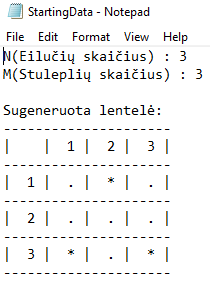 StartingData - Notepad
File Edit Format View Help
N(Eilučių skaičius) : 3
M(Stuleplių skaičius) : 3
Sugeneruota lentelė:
-------------------
|    | 1 | 2 | 3 |
-------------------
|  1 | . | * | . |
-------------------
|  2 | . | . | . |
-------------------
|  3 | * | . | * |
-------------------